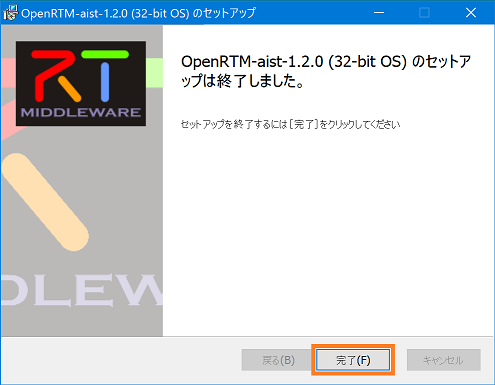 OpenRTM-aist-1.2.0 (32-bit OS) のセットアップ
RT
MIDDLEWARE
OpenRTM-aist-1.2.0 (32-bit OS) のセットア
ップは終了しました。
セットアップを終了するには[完了]をクリックしてください
DLEW
戻る(B)
完了(F)
キャンセル